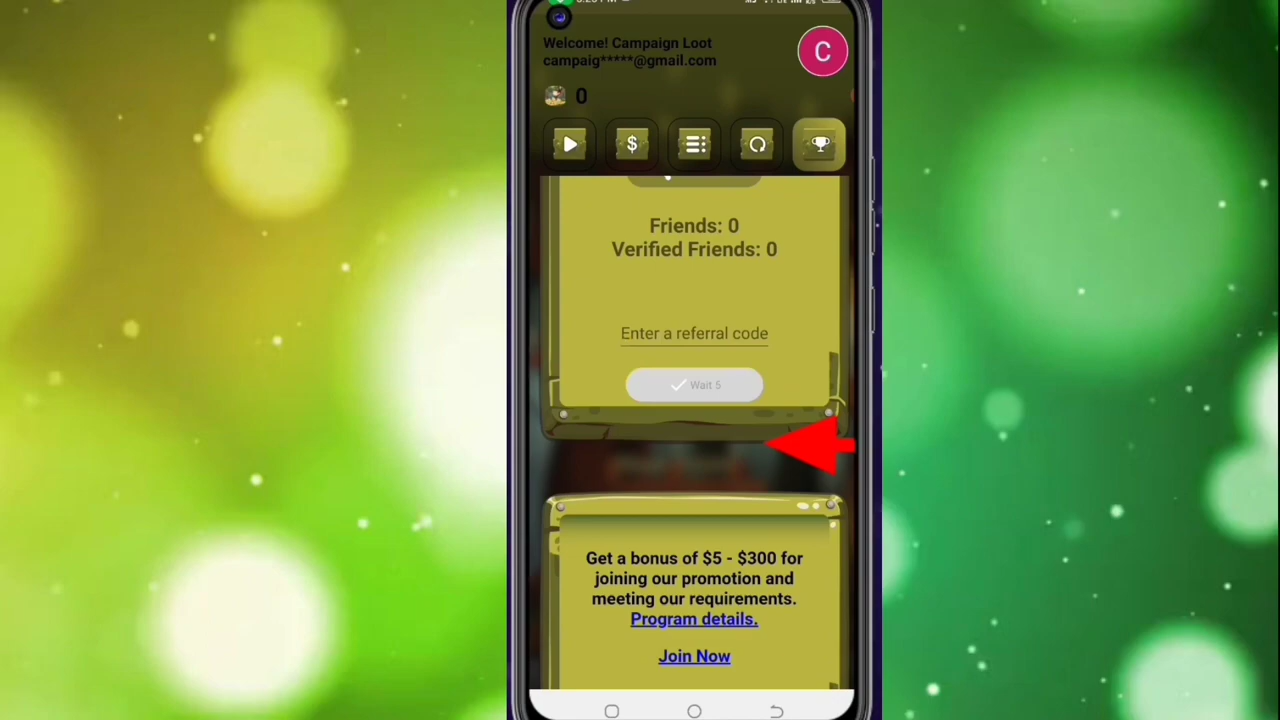 Welcome! Campaign Loot
campaig*****@gmail.com
C
0
$
Friends: 0
Verified Friends: 0
Enter a referral code
Wait 5
Get a bonus of $5 - $300 for
joining our promotion and
meeting our requirements.
Program details.
Join Now